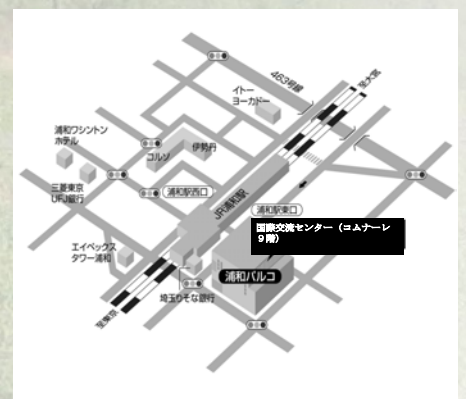 463号線
至大宮
イトー
ヨーカドー
浦和ワシントン
ホテル
伊勢丹
コルソ
三菱東京
UFJ銀行
浦和駅西口
JR浦和駅
浦和駅東口
国際交流センター（コムナーレ
９階）
エイペックス
タワー浦和
浦和パルコ
埼玉りそな銀行
至東京